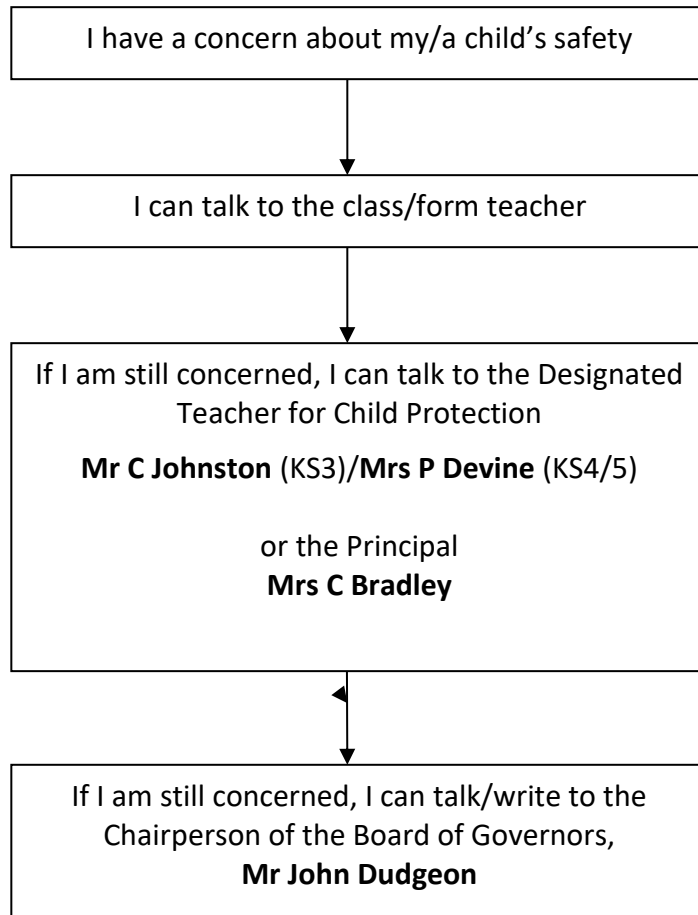 I have a concern about my/a child’s safety
I can talk to the class/form teacher
If I am still concerned, I can talk to the Designated
Teacher for Child Protection
Mr C Johnston (KS3)/Mrs P Devine (KS4/5)
or the Principal
Mrs C Bradley
If I am still concerned, I can talk/write to the
Chairperson of the Board of Governors,
Mr John Dudgeon